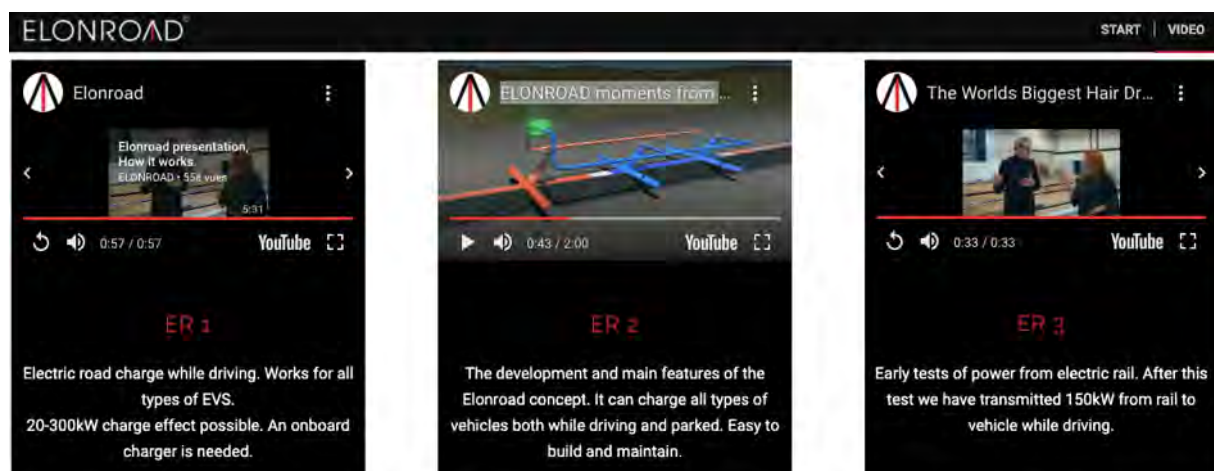 ELONROAD®
START | VIDEO
Elonroad
Elonroad presentation,
How it works.
ELONROAD • 558 vues
5:31
0:57 / 0:57
YouTube
ER 1
Electric road charge while driving. Works for all
types of EVS.
20-300kW charge effect possible. An onboard
charger is needed.
ELONROAD moments from ...
0:43 / 2:00
YouTube
ER 2
The development and main features of the
Elonroad concept. It can charge all types of
vehicles both while driving and parked. Easy to
build and maintain.
The Worlds Biggest Hair Dr...
0:33 / 0:33
YouTube
ER 3
Early tests of power from electric rail. After this
test we have transmitted 150kW from rail to
vehicle while driving.